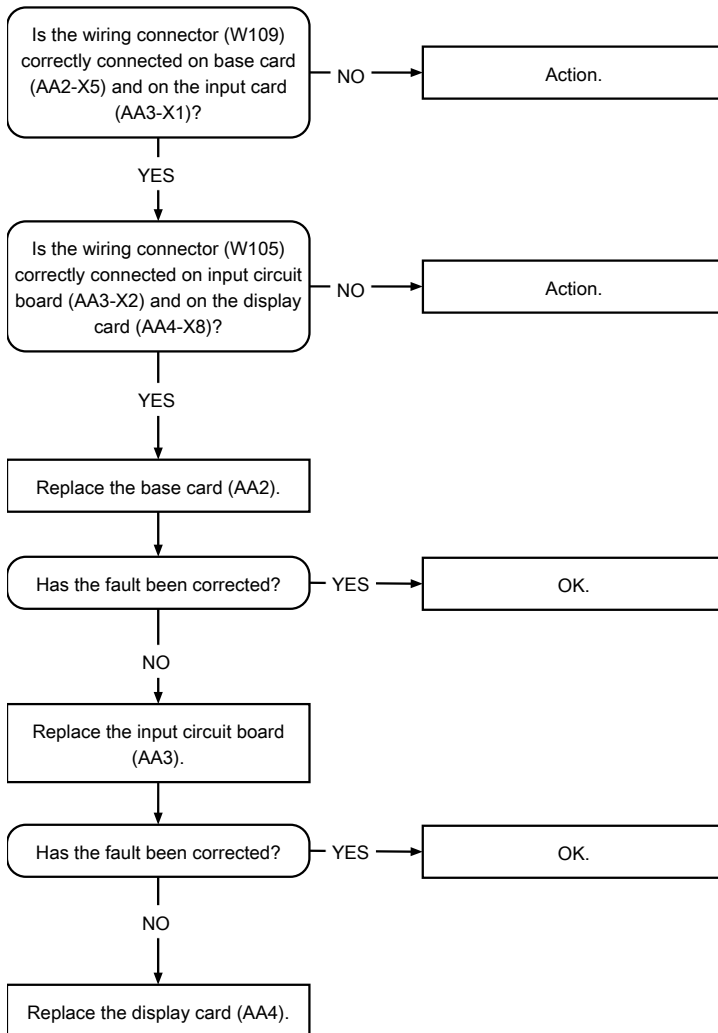 Is the wiring connector (W109)
correctly connected on base card
(AA2-X5) and on the input card
(AA3-X1)?
NO
Action.
YES
Is the wiring connector (W105)
correctly connected on input circuit
board (AA3-X2) and on the display
card (AA4-X8)?
NO
Action.
YES
Replace the base card (AA2).
Has the fault been corrected?
YES
OK.
NO
Replace the input circuit board
(AA3).
Has the fault been corrected?
YES
OK.
NO
Replace the display card (AA4).